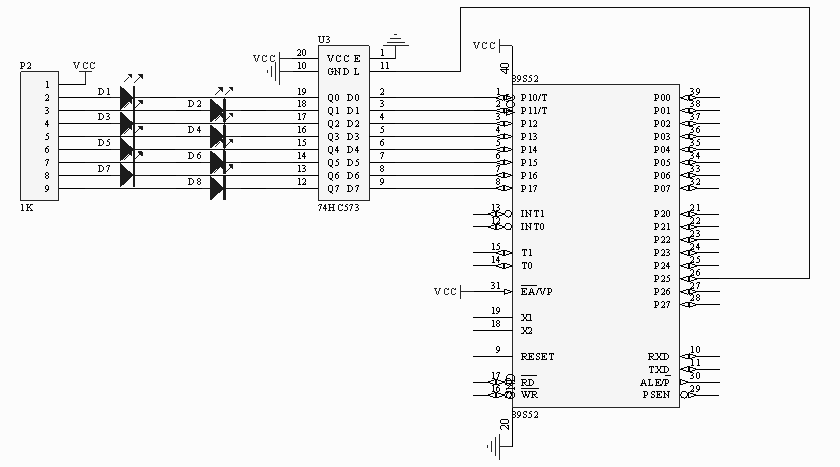 P2
VCC
1
2
3
4
5
6
7
8
9
1K
D1
D2
D3
D4
D5
D6
D7
D8
U3
VCC
20
10
VCC E
GND L
1
11
19 Q0 D0 2
18 Q1 D1 3
17 Q2 D2 4
16 Q3 D3 5
15 Q4 D4 6
14 Q5 D5 7
13 Q6 D6 8
12 Q7 D7 9
74HC573
VCC
40
89S52
1 P10/T P00 39
2 P11/T P01 38
3 P12 P02 37
4 P13 P03 36
5 P14 P04 35
6 P15 P05 34
7 P16 P06 33
8 P17 P07 32
13 INT1 P20 21
12 INT0 P21 22
P22 23
15 T1 P23 24
14 T0 P24 25
P25 26
VCC 31 EA/VP P26 27
P27 28
19 X1
18 X2
9 RESET RXD 10
TXD 11
17 RD ALE/P 30
16 WR PSEN 29
GND
89S52
20